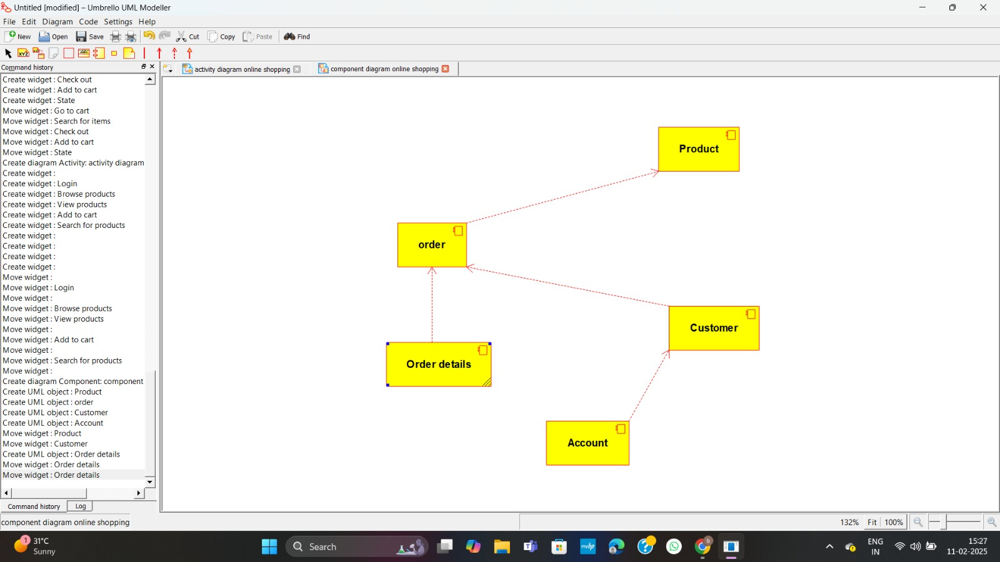 Untitled [modified] – Umbrello UML Modeller
File Edit Diagram Code Settings Help
New Open Save Cut Copy Paste Find
XYZ
Command history
activity diagram online shopping
component diagram online shopping
Create widget : Check out
Create widget : Add to cart
Create widget : State
Move widget : Go to cart
Move widget : Search for items
Move widget : Check out
Move widget : Add to cart
Move widget : State
Create diagram Activity: activity diagram
Create widget :
Create widget : Login
Create widget : Browse products
Create widget : View products
Create widget : Add to cart
Create widget : Search for products
Create widget :
Create widget :
Create widget :
Create widget :
Move widget :
Move widget : Login
Move widget :
Move widget : Browse products
Move widget : View products
Move widget :
Move widget : Add to cart
Move widget :
Move widget : Search for products
Move widget :
Create diagram Component: component
Create UML object : Product
Create UML object : order
Create UML object : Customer
Create UML object : Account
Move widget : Product
Move widget : Customer
Create UML object : Order details
Move widget : Order details
Move widget : Order details
Command history
Log
Product
order
Customer
Order details
Account
component diagram online shopping
132% Fit 100%
1
31°C
Sunny
Search
myhp
b
ENG
IN
15:27
11-02-2025